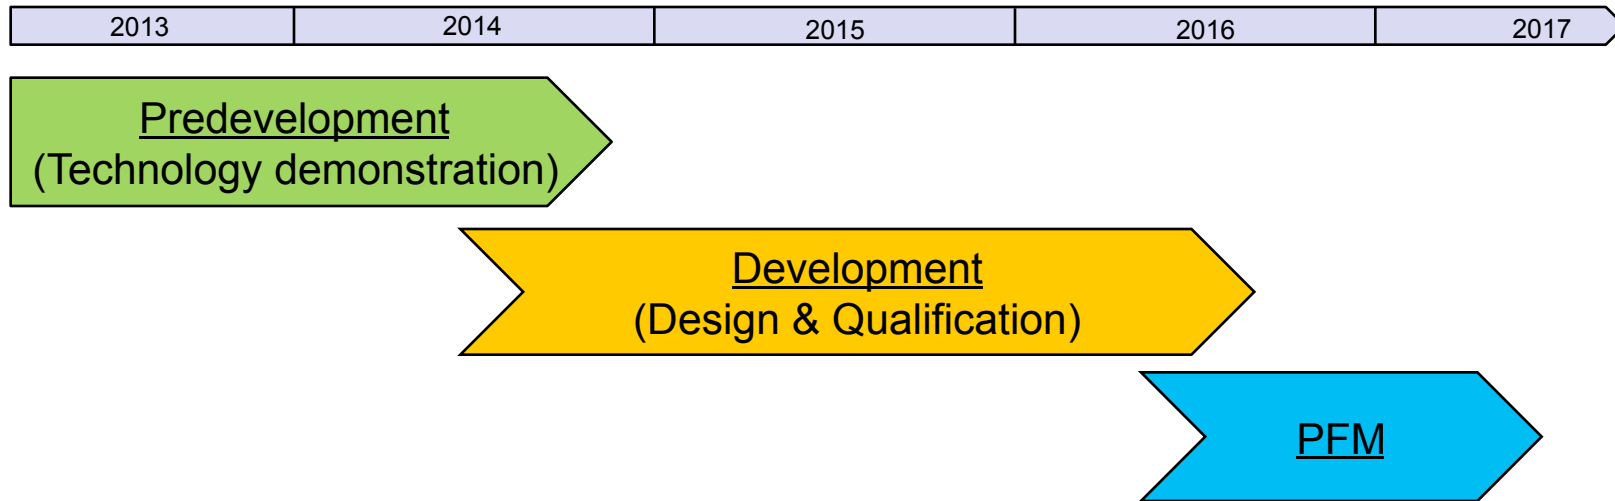 2013 2014 2015 2016 2017
Predevelopment
(Technology demonstration)
Development
(Design & Qualification)
PFM